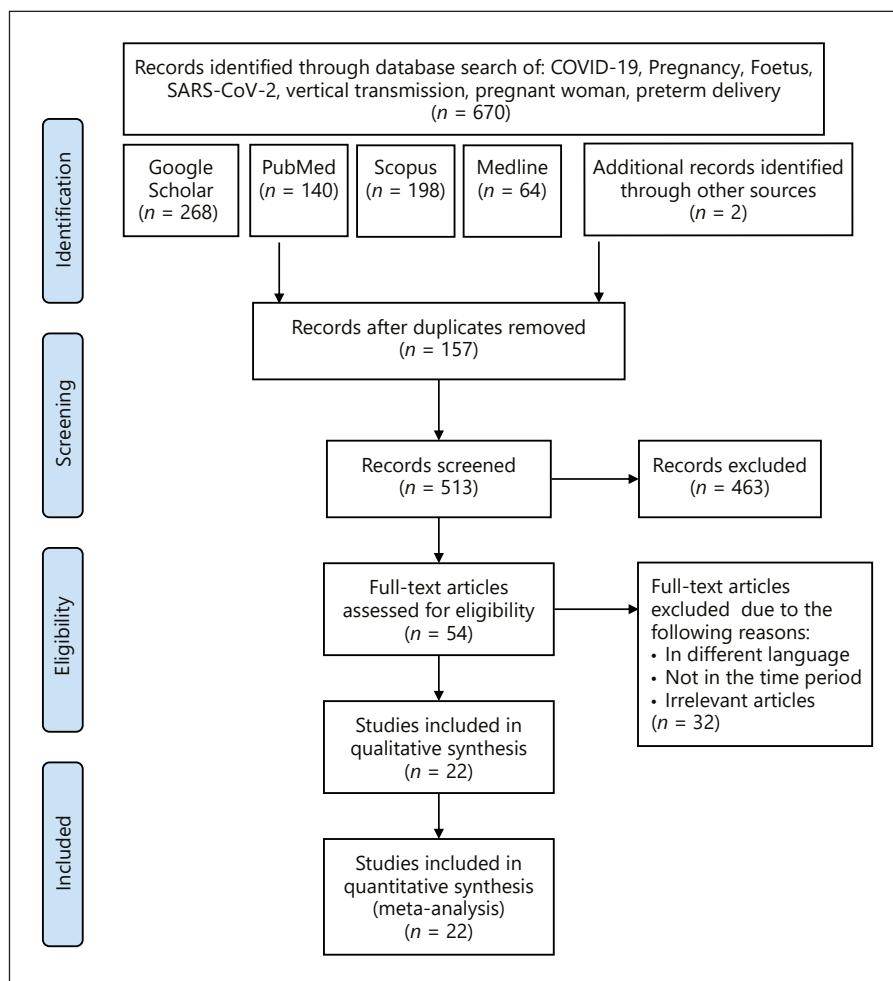 Records identified through database search of: COVID-19, Pregnancy, Foetus,
SARS-CoV-2, vertical transmission, pregnant woman, preterm delivery
(n = 670)
Identification
Google
Scholar
(n = 268)
PubMed
(n = 140)
Scopus
(n = 198)
Medline
(n = 64)
Additional records identified
through other sources
(n = 2)
Records after duplicates removed
(n = 157)
Screening
Records screened
(n = 513)
Records excluded
(n = 463)
Eligibility
Full-text articles
assessed for eligibility
(n = 54)
Full-text articles
excluded due to the
following reasons:
• In different language
• Not in the time period
• Irrelevant articles
(n = 32)
Studies included in
qualitative synthesis
(n = 22)
Included
Studies included in
quantitative synthesis
(meta-analysis)
(n = 22)